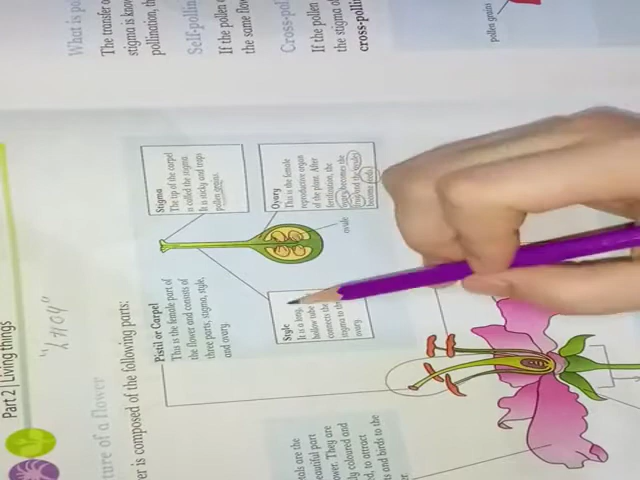 Part 2 | Living things
ture of a flower
er is composed of the following parts:
Pistil or Carpel
This is the female part of
the flower and consists of
three parts, stigma, style,
and ovary.
Stigma
The tip of the carpel
is called the stigma.
It is sticky and traps
pollen grains.
Style
It is a long,
hollow tube
connects the
stigma to the
ovary.
Ovary
This is the female
reproductive organ
of the plant. After
fertilisation, the
ovary becomes the
fruit and the ovules
become seeds.
ovule
tals are the
eautiful part
ower. They are
ly coloured and
d, to attract
s and birds to the
er
What is pol
The transfer o
stigma is know
pollination, th
Self-pollin
If the pollen
the same flow
Cross-pol
If the pollen
the stigma o
cross-polli
pollen grains